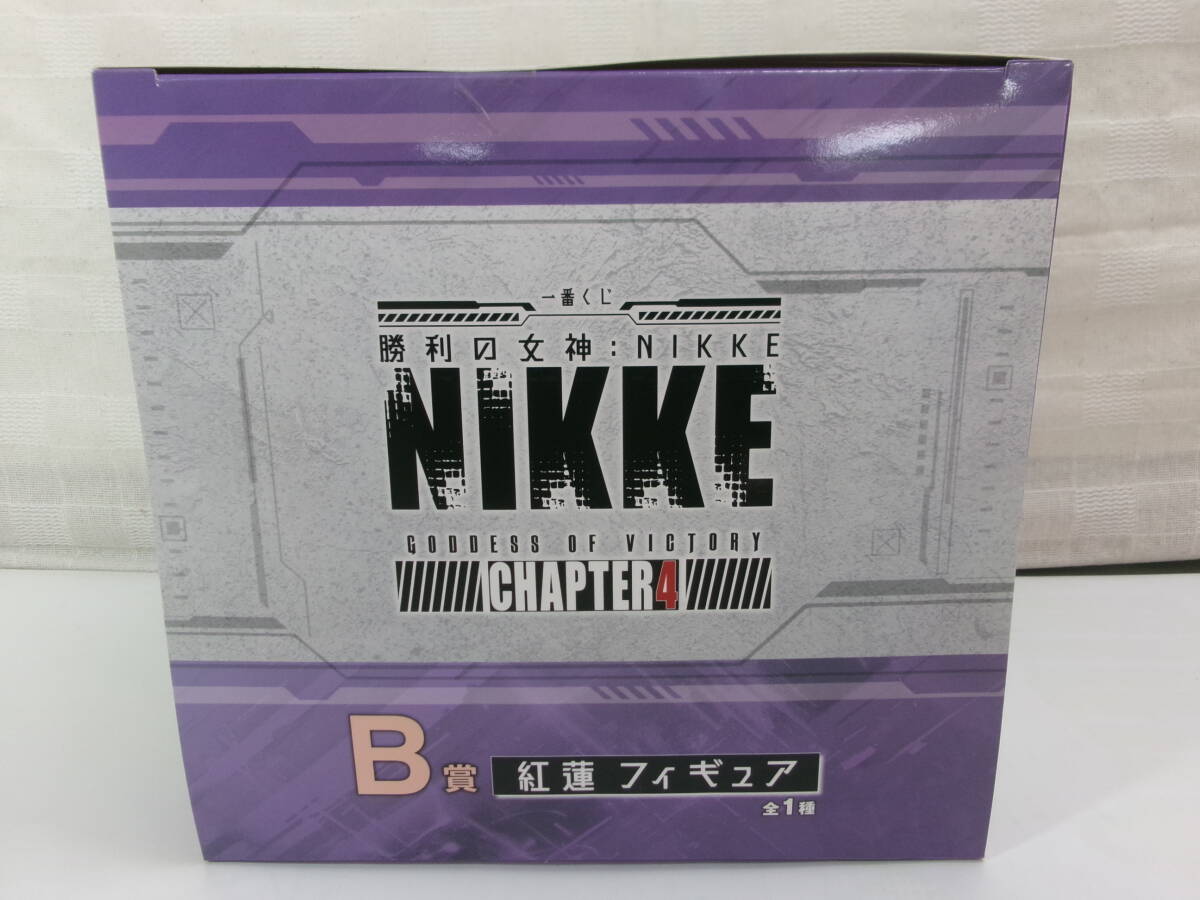 一番くじ
勝利の女神：NIKKE
NIKKE
GODDESS OF VICTORY
CHAPTER4
B賞 紅蓮 フィギュア
全1種